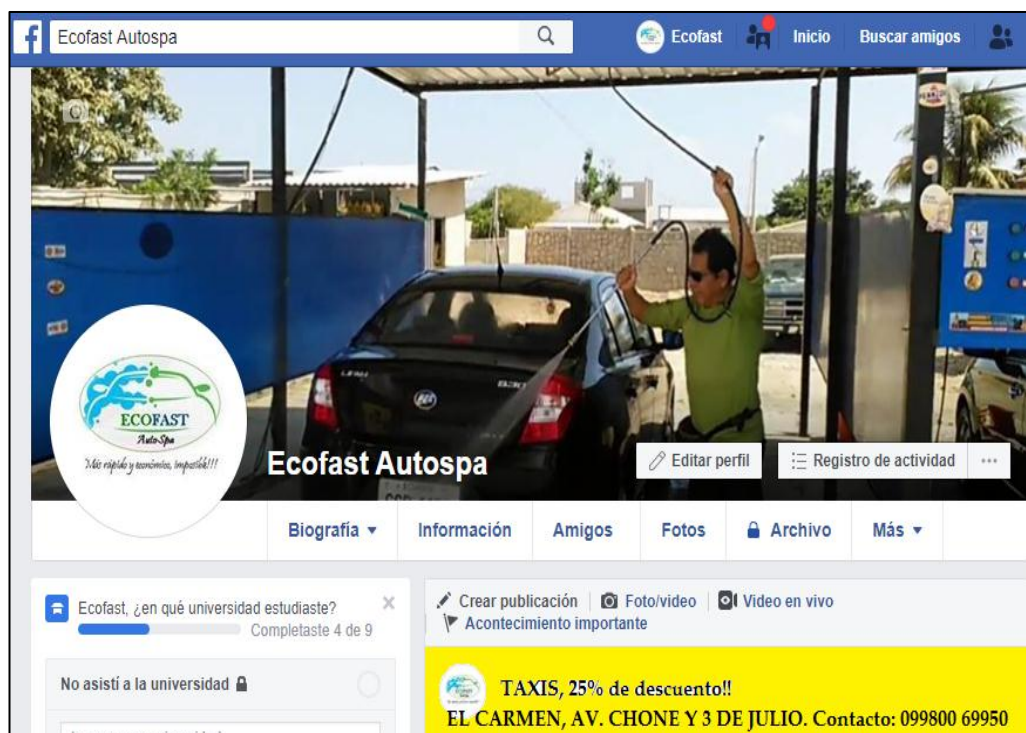 Ecofast Autospa
Ecofast
Inicio
Buscar amigos
LIFAN
ECOFAST
Auto-Spa
Más rápido y económico, imposible!!!
Ecofast Autospa
Editar perfil
Registro de actividad
Biografía
Información
Amigos
Fotos
Archivo
Más
Ecofast, ¿en qué universidad estudiaste?
Completaste 4 de 9
No asistí a la universidad
Crear publicación
Foto/video
Video en vivo
Acontecimiento importante
TAXIS, 25% de descuento!!
EL CARMEN, AV. CHONE Y 3 DE JULIO. Contacto: 099800 69950